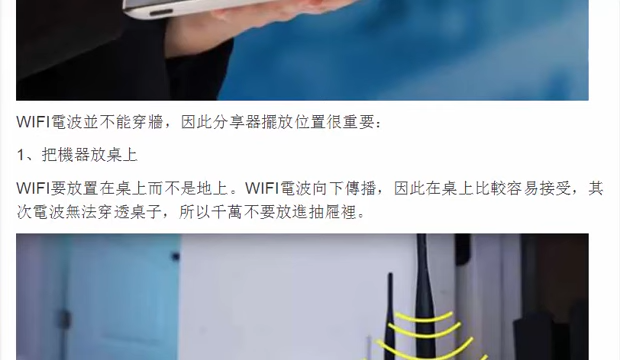 WIFI電波並不能穿牆，因此分享器擺放位置很重要：
1、把機器放桌上
WIFI要放置在桌上而不是地上。WIFI電波向下傳播，因此在桌上比較容易接受，其
次電波無法穿透桌子，所以千萬不要放進抽屜裡。